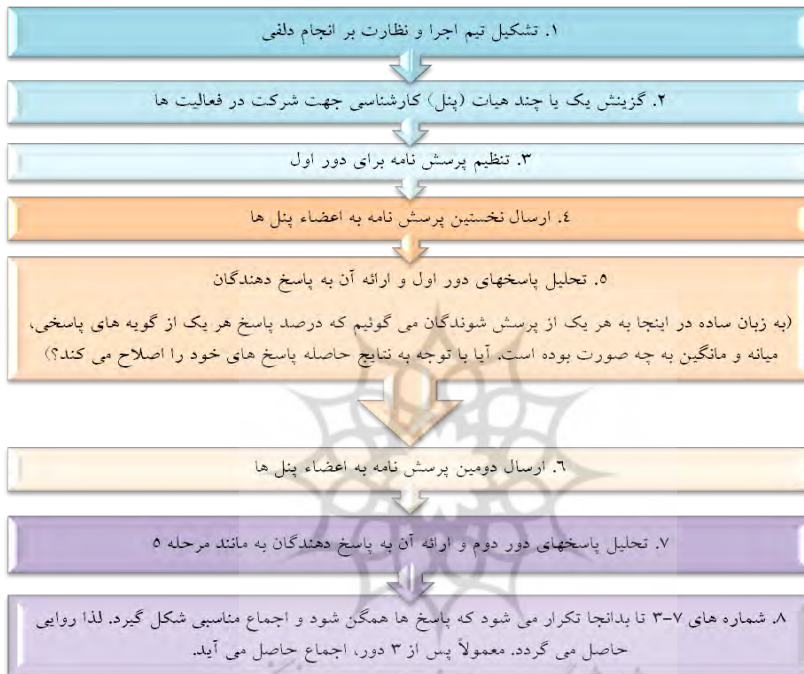 ۱. تشکیل تیم اجرا و نظارت بر انجام دلفی
۲. گزینش یک یا چند هیات (پنل) کارشناسی جهت شرکت در فعالیت ها
۳. تنظیم پرسش نامه برای دور اول
٤. ارسال نخستین پرسش نامه به اعضاء پنل ها
۵. تحلیل پاسخهای دور اول و ارائه آن به پاسخ دهندگان
(به زبان ساده در اینجا به هر یک از پرسش شوندگان می گوئیم که درصد پاسخ هر یک از گویه های پاسخی،
میانه و مانگین به چه صورت بوده است. آیا با توجه به نتایج حاصله پاسخ های خود را اصلاح می کند؟)
٦. ارسال دومین پرسش نامه به اعضاء پنل ها
۷. تحلیل پاسخهای دور دوم و ارائه آن به پاسخ دهندگان به مانند مرحله ۵
۸. شماره های ۷-۳ تا بدانجا تکرار می شود که پاسخ ها همگن شود و اجماع مناسبی شکل گیرد. لذا روایی
حاصل می گردد. معمولاً پس از ۳ دور، اجماع حاصل می آید.